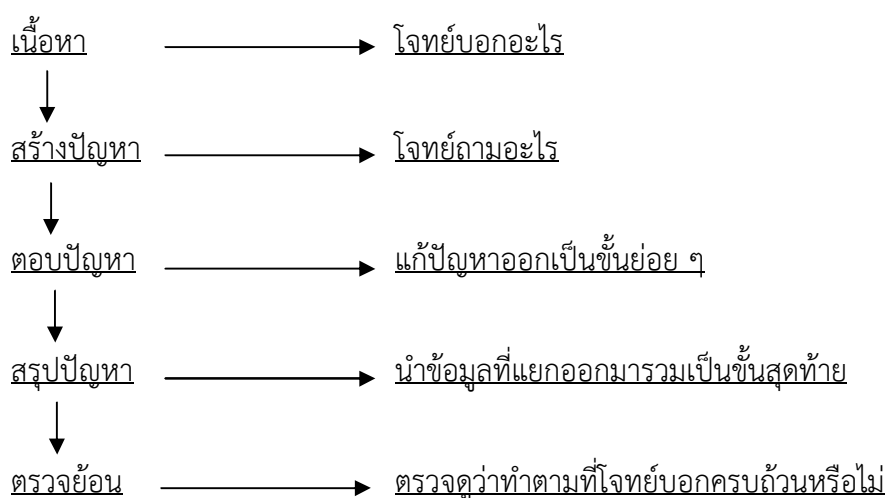 เนื้อหา โจทย์บอกอะไร
สร้างปัญหา โจทย์ถามอะไร
ตอบปัญหา แก้ปัญหาออกเป็นขั้นย่อย ๆ
สรุปปัญหา นำข้อมูลที่แยกออกมารวมเป็นขั้นสุดท้าย
ตรวจย้อน ตรวจดูว่าทำตามที่โจทย์บอกครบถ้วนหรือไม่